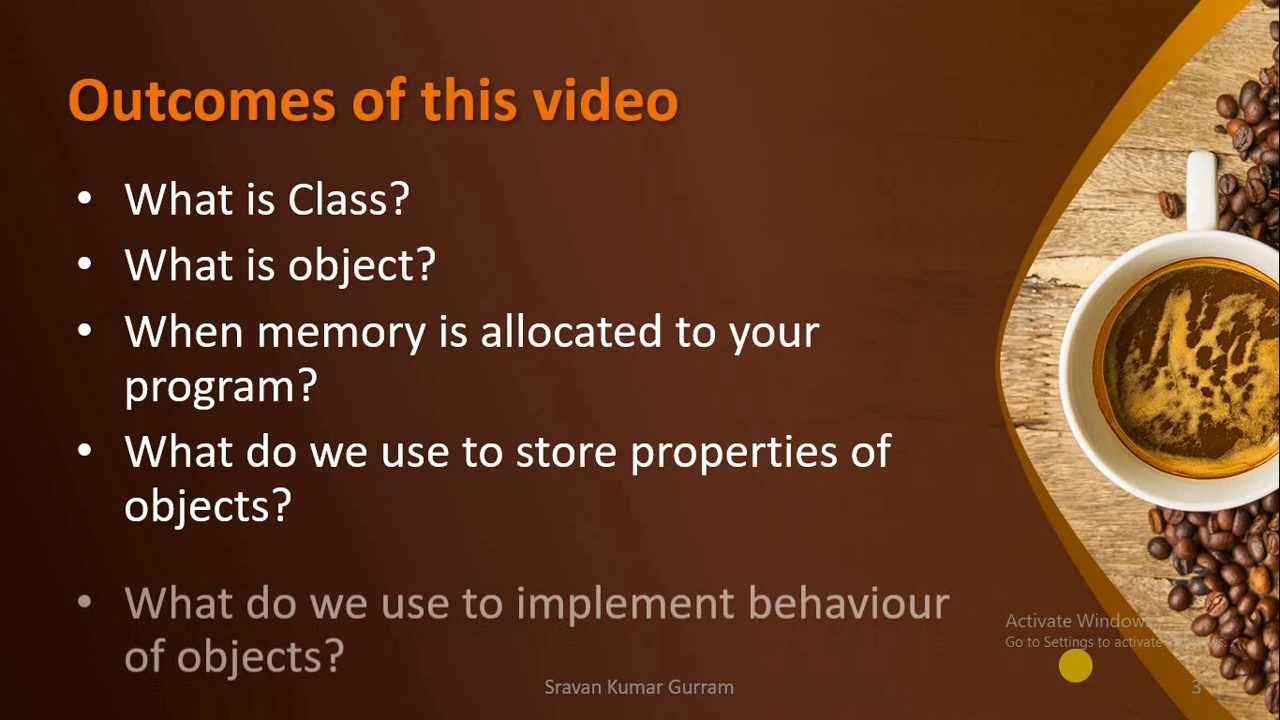 Outcomes of this video
• What is Class?
• What is object?
• When memory is allocated to your
program?
• What do we use to store properties of
objects?
• What do we use to implement behaviour
of objects?
Activate Windows
Go to Settings to activate Windows.
Sravan Kumar Gurram
3